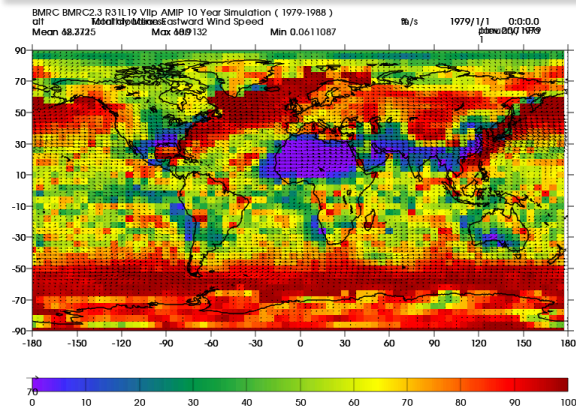 BMRC BMRC2.3 R31L19 VIIp AMIP 10 Year Simulation ( 1979-1988 )
alt Eastward Wind Speed 1979/1/1 0:0:0.0
Mean Max Min 0.0611087
1
90
70
50
30
10
-10
-30
-50
-70
-90
-180 -150 -120 -90 -60 -30 0 30 60 90 120 150 180
10 20 30 40 50 60 70 80 90 100